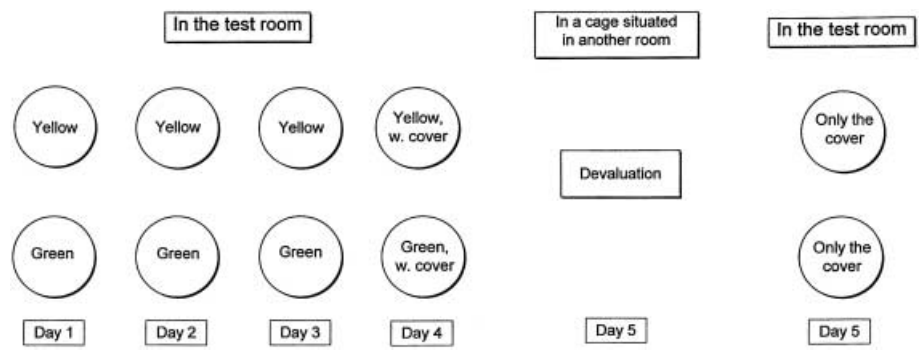 In the test room
In a cage situated
in another room
In the test room
Yellow
Yellow
Yellow
Yellow,
w. cover
Only the
cover
Devaluation
Green
Green
Green
Green,
w. cover
Only the
cover
Day 1
Day 2
Day 3
Day 4
Day 5
Day 5